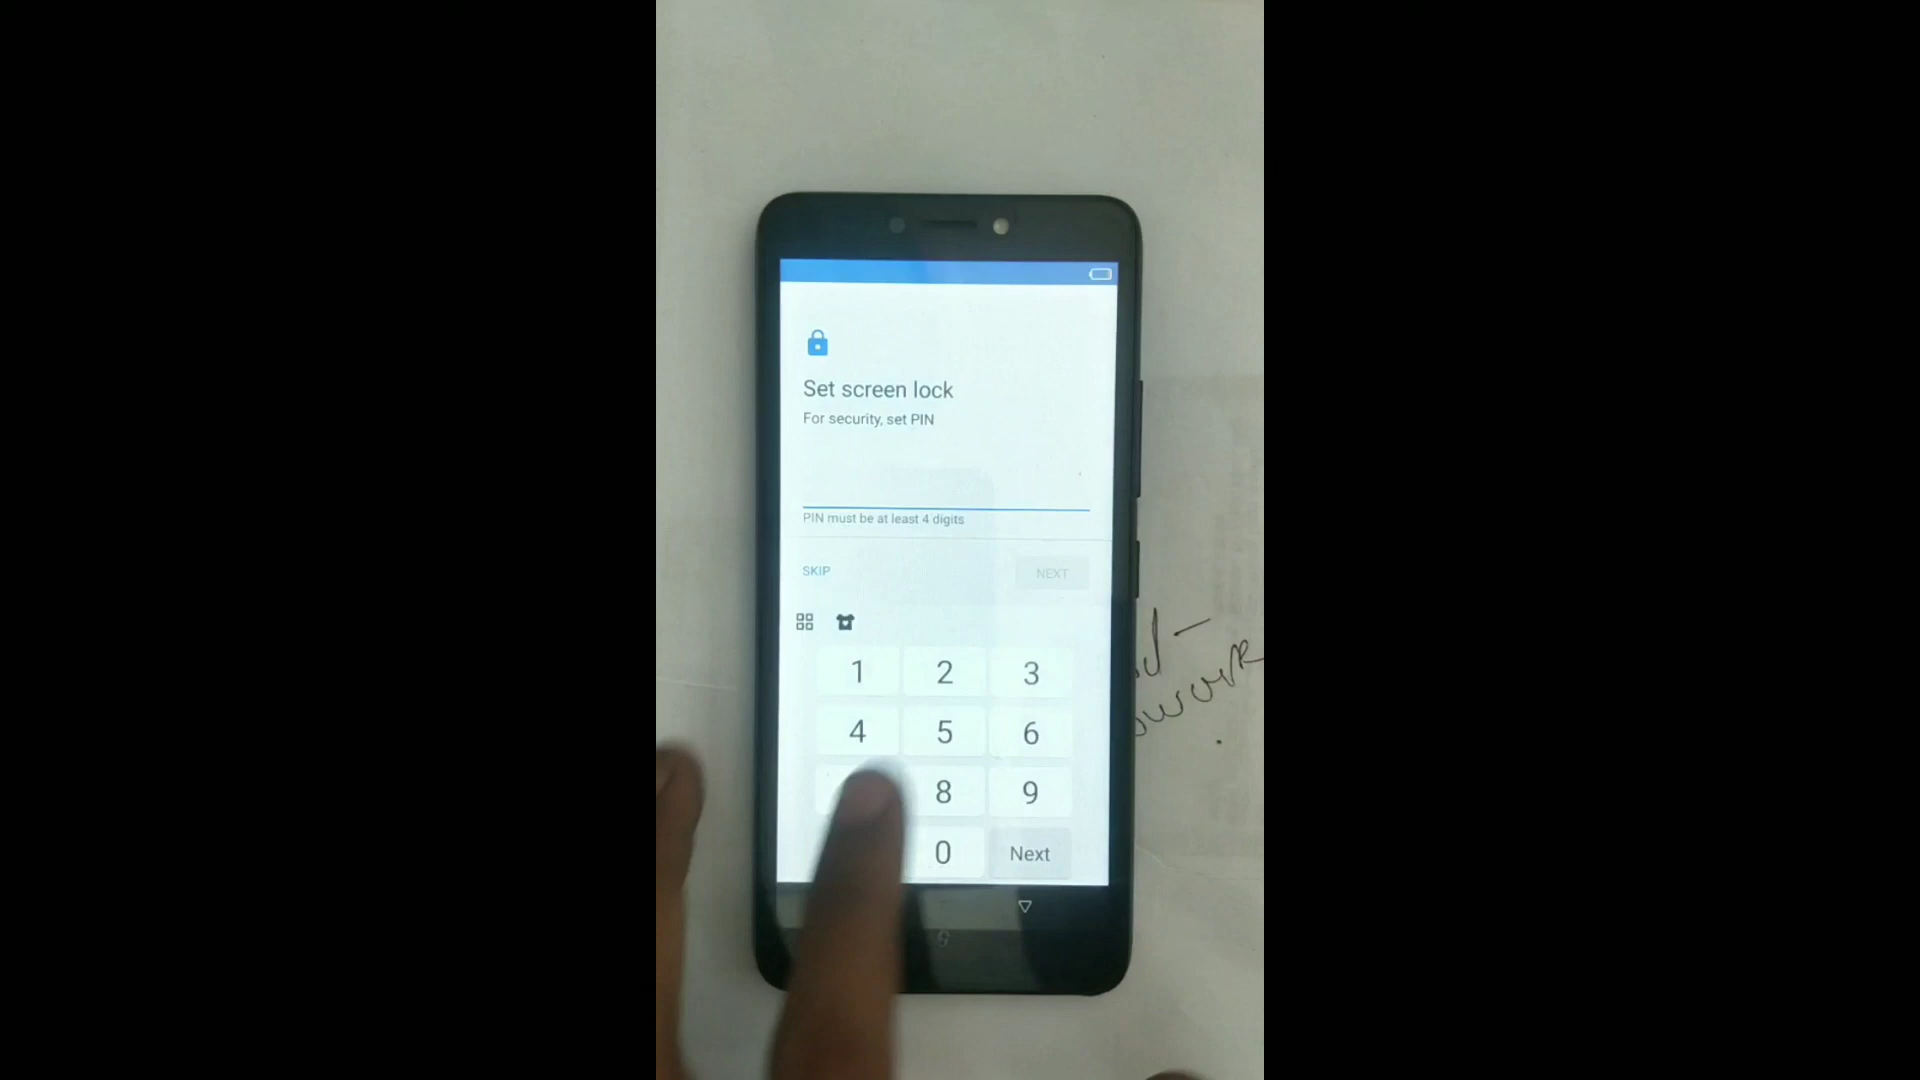 Set screen lock
For security, set PIN
PIN must be at least 4 digits
SKIP NEXT
1 2 3
4 5 6
8 9
0 Next